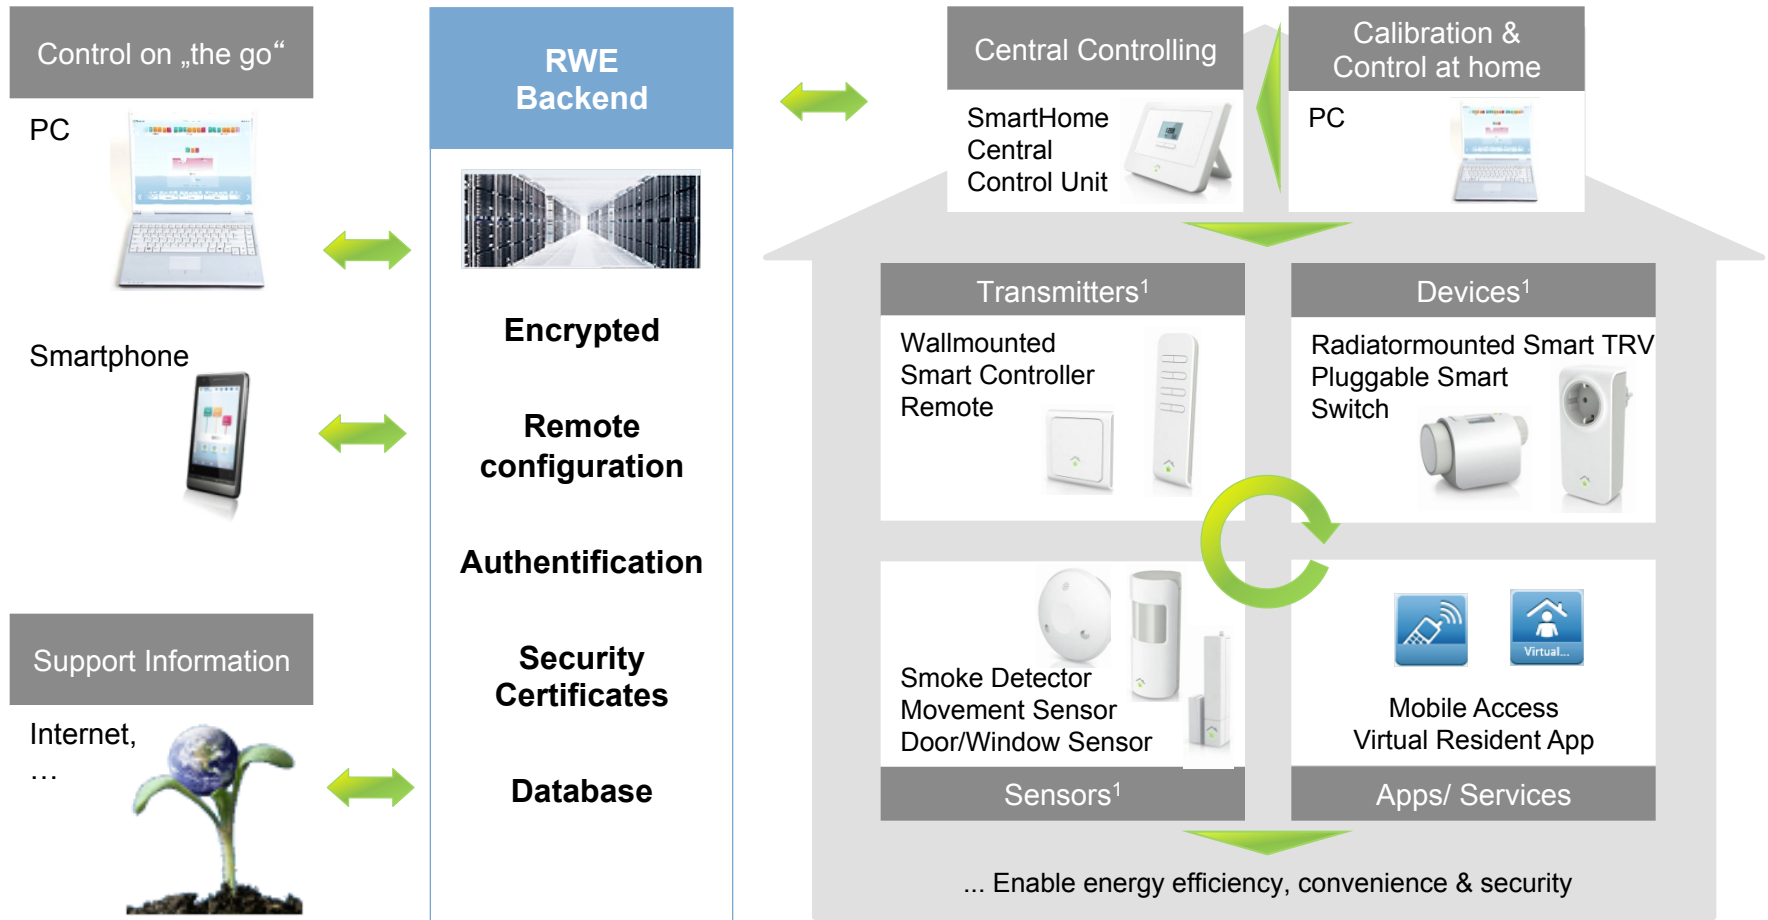 Control on „the go“
PC
Smartphone
Support Information
Internet,
…
RWE
Backend
Encrypted
Remote
configuration
Authentification
Security
Certificates
Database
Central Controlling
SmartHome
Central
Control Unit
Calibration &
Control at home
PC
Transmitters¹
Wallmounted
Smart Controller
Remote
Devices¹
Radiatormounted Smart TRV
Pluggable Smart
Switch
Smoke Detector
Movement Sensor
Door/Window Sensor
Sensors¹
Virtual...
Mobile Access
Virtual Resident App
Apps/ Services
... Enable energy efficiency, convenience & security